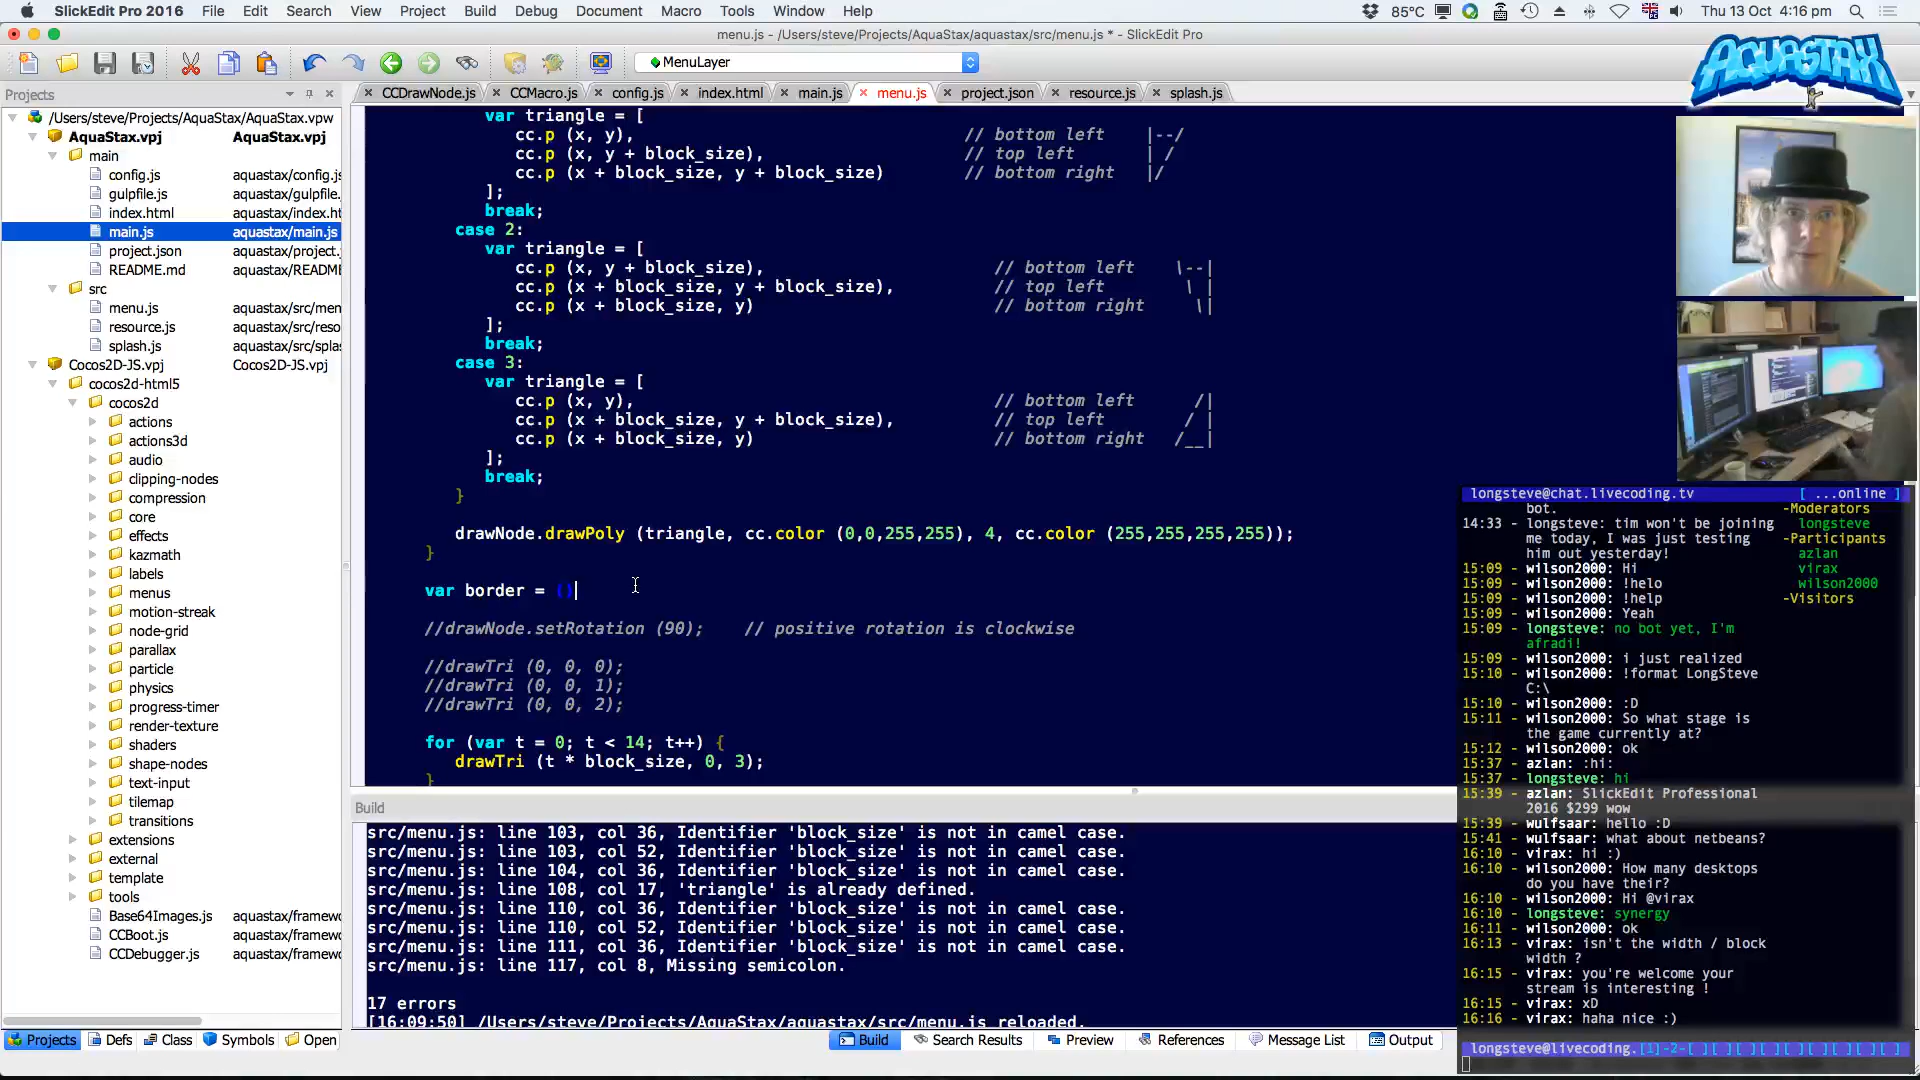 SlickEdit Pro 2016 File Edit Search View Project Build Debug Document Macro Tools Window Help 85°C Thu 13 Oct 4:16 pm
menu.js - /Users/steve/Projects/AquaStax/aquastax/src/menu.js * - SlickEdit Pro
MenuLayer
AQUASTAX
Projects
CCDrawNode.js CCMacro.js config.js index.html main.js menu.js project.json resource.js splash.js
/Users/steve/Projects/AquaStax/AquaStax.vpw
AquaStax.vpj AquaStax.vpj
main
config.js aquastax/config.js
gulpfile.js aquastax/gulpfile.
index.html aquastax/index.ht
main.js aquastax/main.js
project.json aquastax/project.
README.md aquastax/README
src
menu.js aquastax/src/men
resource.js aquastax/src/reso
splash.js aquastax/src/spla
Cocos2D-JS.vpj Cocos2D-JS.vpj
cocos2d-html5
cocos2d
actions
actions3d
audio
clipping-nodes
compression
core
effects
kazmath
labels
menus
motion-streak
node-grid
parallax
particle
physics
progress-timer
render-texture
shaders
shape-nodes
text-input
tilemap
transitions
extensions
external
template
tools
Base64Images.js aquastax/framewo
CCBoot.js aquastax/framewo
CCDebugger.js aquastax/framewo
Projects Defs Class Symbols Open
var triangle = [
cc.p (x, y), // bottom left |--/
cc.p (x, y + block_size), // top left | /
cc.p (x + block_size, y + block_size) // bottom right |/
];
break;
case 2:
var triangle = [
cc.p (x, y + block_size), // bottom left \--|
cc.p (x + block_size, y + block_size), // top left \ |
cc.p (x + block_size, y) // bottom right \|
];
break;
case 3:
var triangle = [
cc.p (x, y), // bottom left /|
cc.p (x + block_size, y + block_size), // top left / |
cc.p (x + block_size, y) // bottom right /__|
];
break;
}
drawNode.drawPoly (triangle, cc.color (0,0,255,255), 4, cc.color (255,255,255,255));
}
var border = ()
//drawNode.setRotation (90); // positive rotation is clockwise
//drawTri (0, 0, 0);
//drawTri (0, 0, 1);
//drawTri (0, 0, 2);
for (var t = 0; t < 14; t++) {
drawTri (t * block_size, 0, 3);
}
Build
src/menu.js: line 103, col 36, Identifier 'block_size' is not in camel case.
src/menu.js: line 103, col 52, Identifier 'block_size' is not in camel case.
src/menu.js: line 104, col 36, Identifier 'block_size' is not in camel case.
src/menu.js: line 108, col 17, 'triangle' is already defined.
src/menu.js: line 110, col 36, Identifier 'block_size' is not in camel case.
src/menu.js: line 110, col 52, Identifier 'block_size' is not in camel case.
src/menu.js: line 111, col 36, Identifier 'block_size' is not in camel case.
src/menu.js: line 117, col 8, Missing semicolon.
17 errors
[16:09:50] /Users/steve/Projects/AquaStax/aquastax/src/menu.js reloaded.
Build Search Results Preview References Message List Output
longsteve@chat.livecoding.tv [ ...online ]
bot. -Moderators
14:33 - longsteve: tim won't be joining longsteve
me today, I was just testing -Participants
him out yesterday! azlan
15:09 - wilson2000: Hi virax
15:09 - wilson2000: !helo wilson2000
15:09 - wilson2000: !help -Visitors
15:09 - wilson2000: Yeah
15:09 - longsteve: no bot yet, I'm
afradi!
15:09 - wilson2000: i just realized
15:10 - wilson2000: !format LongSteve
C:\
15:10 - wilson2000: :D
15:11 - wilson2000: So what stage is
the game currently at?
15:12 - wilson2000: ok
15:37 - azlan: :hi:
15:37 - longsteve: hi
15:39 - azlan: SlickEdit Professional
2016 $299 wow
15:39 - wulfsaar: hello :D
15:41 - wulfsaar: what about netbeans?
16:10 - virax: hi :)
16:10 - wilson2000: How many desktops
do you have their?
16:10 - wilson2000: Hi @virax
16:10 - longsteve: synergy
16:11 - wilson2000: ok
16:13 - virax: isn't the width / block
width ?
16:15 - virax: you're welcome your
stream is interesting !
16:15 - virax: xD
16:16 - virax: haha nice :)
longsteve@livecoding.[1]-2-[ ][ ][ ][ ][ ][ ][ ][ ][ ][ ]